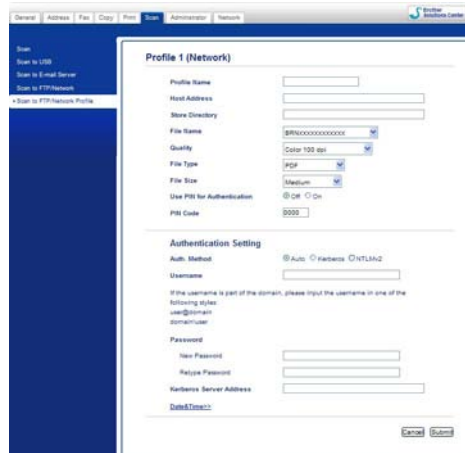 General Address Fax Copy Print Scan Administrator Network
Brother
Solutions Center
Scan
Scan to USB
Scan to E-mail Server
Scan to FTP/Network
Scan to FTP/Network Profile
Profile 1 (Network)
Profile Name
Host Address
Store Directory
File Name BRNXXXXXXXXXXXX
Quality Color 100 dpi
File Type PDF
File Size Medium
Use PIN for Authentication Off On
PIN Code 0000
Authentication Setting
Auth. Method Auto Kerberos NTLMv2
Username
If the username is part of the domain, please input the username in one of the
following styles:
user@domain
domain\user
Password
New Password
Retype Password
Kerberos Server Address
Date&Time>>
Cancel Submit